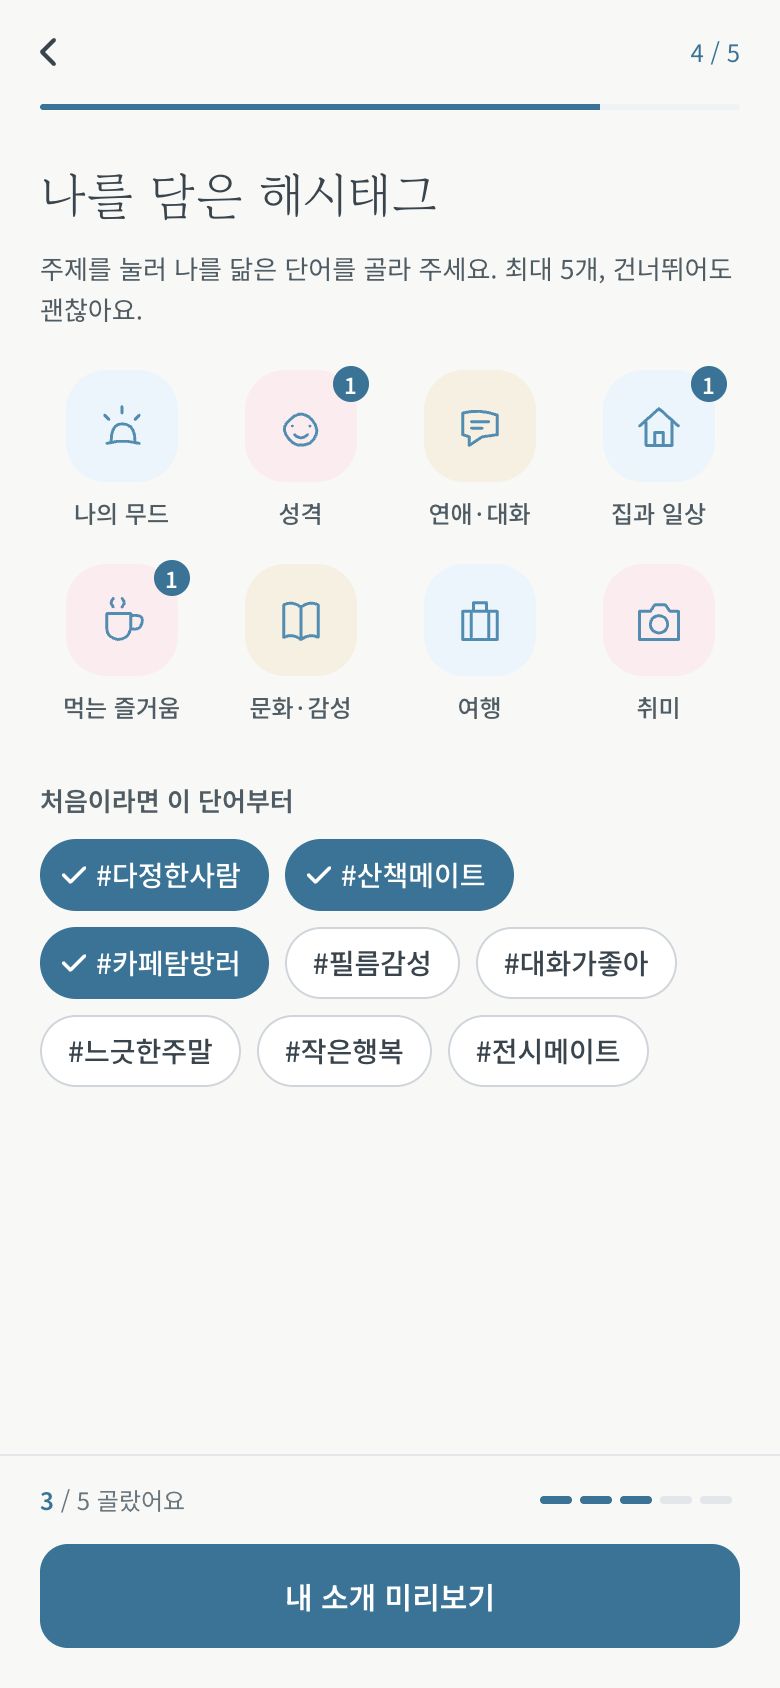 4 / 5
나를 담은 해시태그
주제를 눌러 나를 닮은 단어를 골라 주세요. 최대 5개, 건너뛰어도
괜찮아요.
1
1
나의 무드
성격
연애·대화
집과 일상
1
먹는 즐거움
문화·감성
여행
취미
처음이라면 이 단어부터
#다정한사람
#산책메이트
#카페탐방러
#필름감성
#대화가좋아
#느긋한주말
#작은행복
#전시메이트
3 / 5 골랐어요
내 소개 미리보기